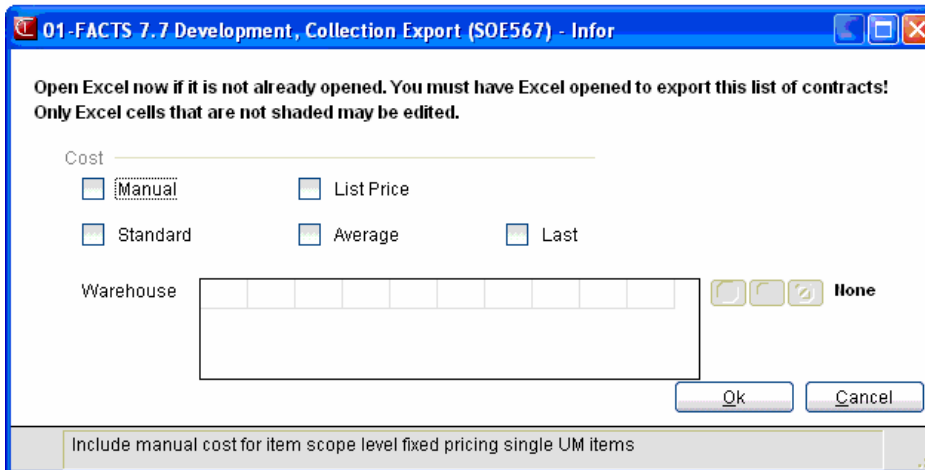 01-FACTS 7.7 Development, Collection Export (SOE567) - Infor
Open Excel now if it is not already opened. You must have Excel opened to export this list of contracts!
Only Excel cells that are not shaded may be edited.
Cost
Manual List Price
Standard Average Last
Warehouse None
Ok Cancel
Include manual cost for item scope level fixed pricing single UM items